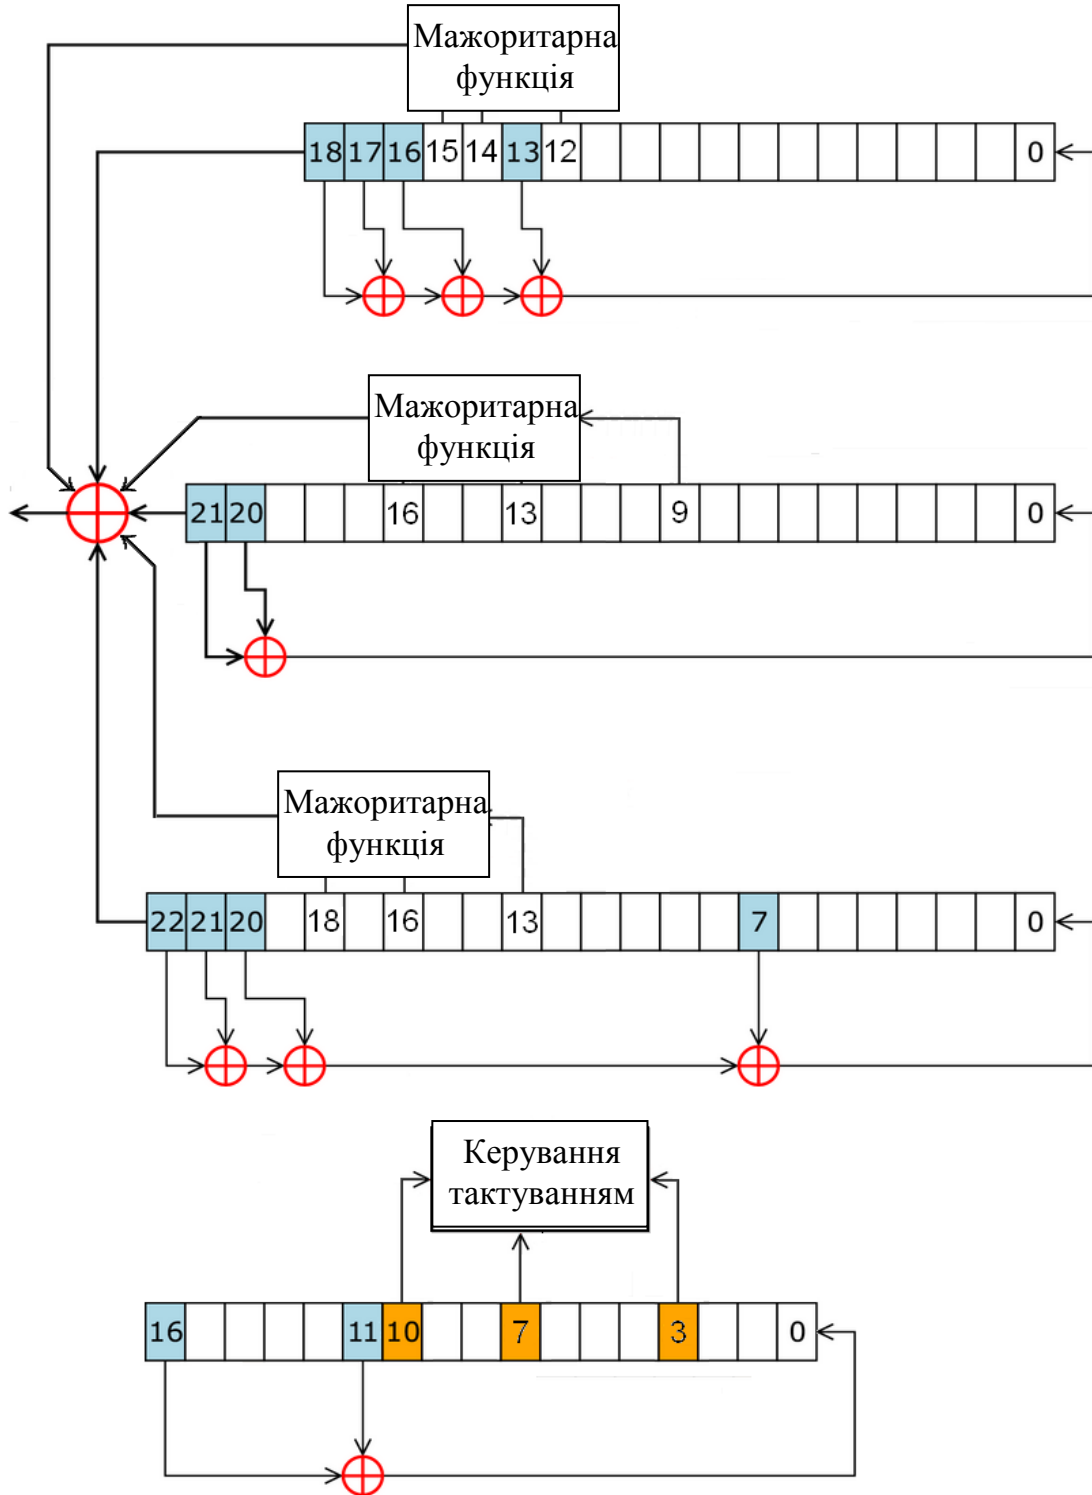 Мажоритарна
функція
18 17 16 15 14 13 12 0
Мажоритарна
функція
21 20 16 13 9 0
Мажоритарна
функція
22 21 20 18 16 13 7 0
Керування
тактуванням
16 11 10 7 3 0